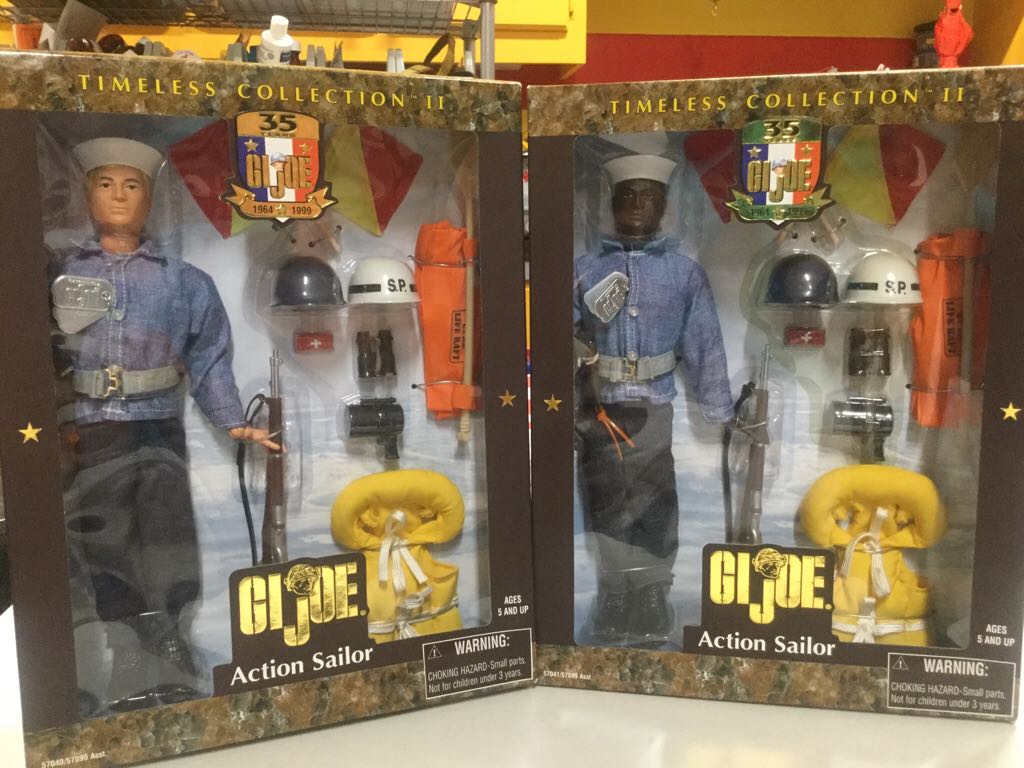 TIMELESS COLLECTION™ II
35
YEARS
GI JOE
1964 1999
S.P.
LIFE RAFT
GI JOE®
Action Sailor
AGES
5 AND UP
WARNING:
CHOKING HAZARD-Small parts.
Not for children under 3 years.
57040/57099 Asst.
TIMELESS COLLECTION™ II
35
GI JOE
1964 1999
S.P.
LIFE RAFT
GI JOE®
Action Sailor
AGES
5 AND UP
WARNING:
CHOKING HAZARD-Small parts.
Not for children under 3 years.
57041/57099 Asst